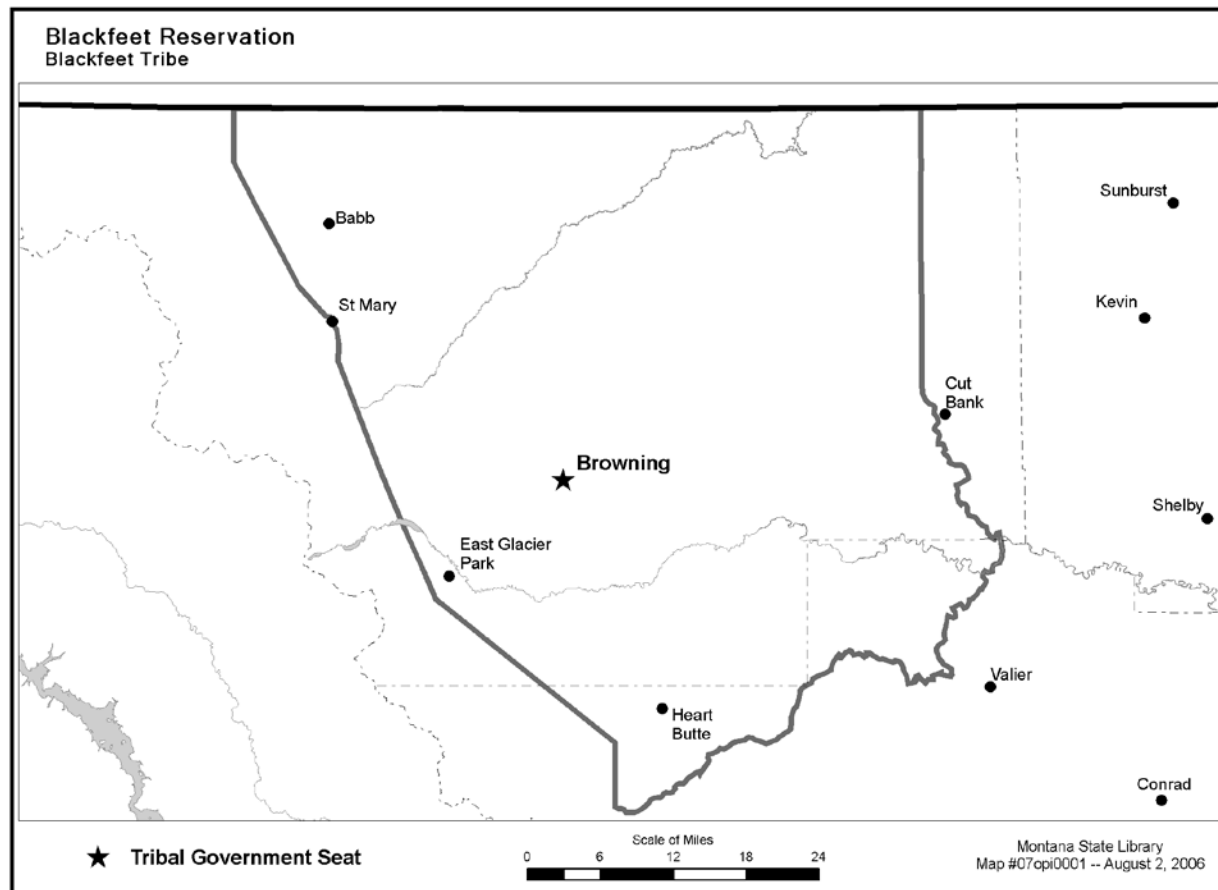 Blackfeet Reservation
Blackfeet Tribe
Sunburst
Babb
St Mary
Kevin
Cut
Bank
Browning
Shelby
East Glacier
Park
Valier
Heart
Butte
Conrad
Tribal Government Seat
Scale of Miles
0 6 12 18 24
Montana State Library
Map #07opi0001 -- August 2, 2006